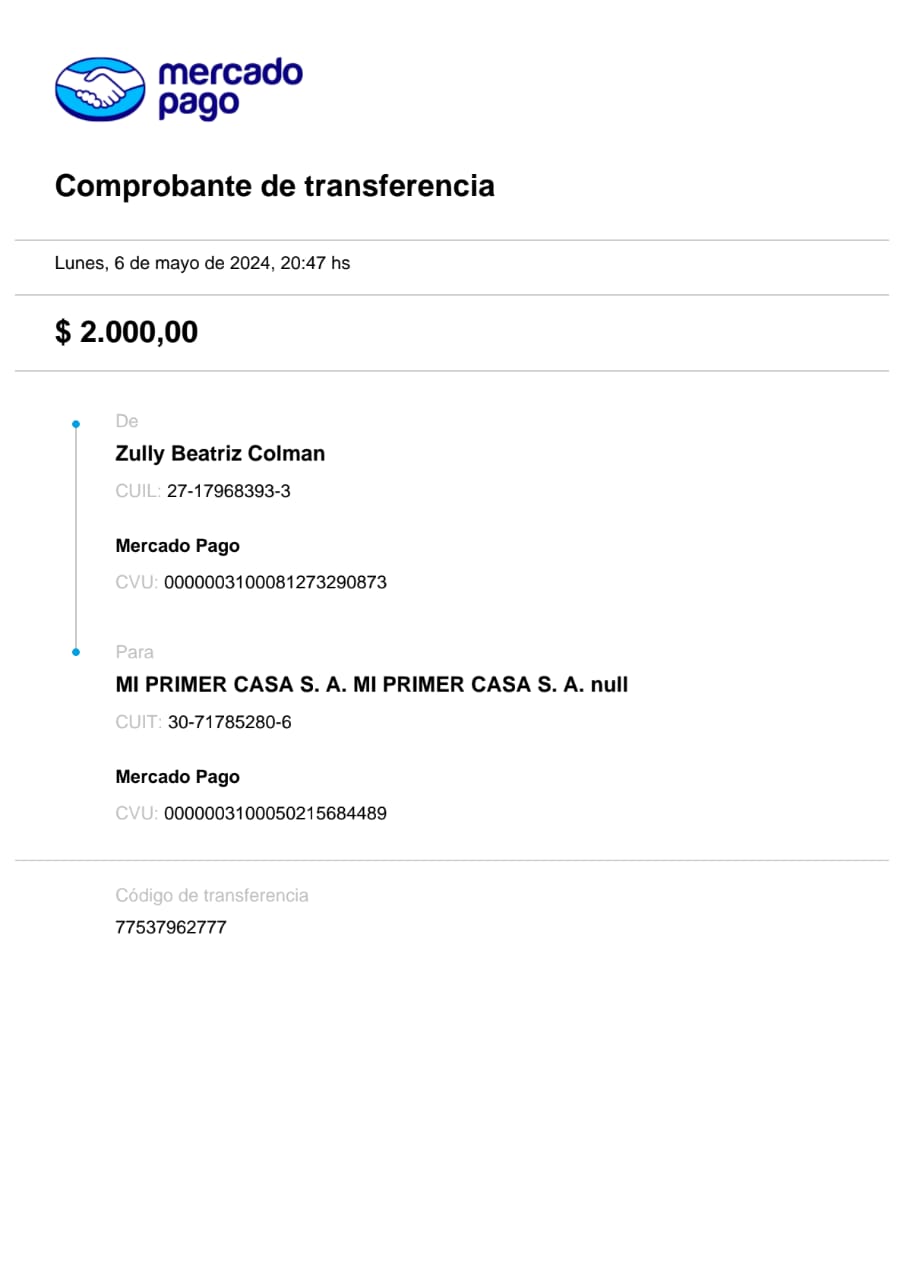 mercado
pago
Comprobante de transferencia
Lunes, 6 de mayo de 2024, 20:47 hs
$ 2.000,00
De
Zully Beatriz Colman
CUIL: 27-17968393-3
Mercado Pago
CVU: 0000003100081273290873
Para
MI PRIMER CASA S. A. MI PRIMER CASA S. A. null
CUIT: 30-71785280-6
Mercado Pago
CVU: 0000003100050215684489
Código de transferencia
77537962777